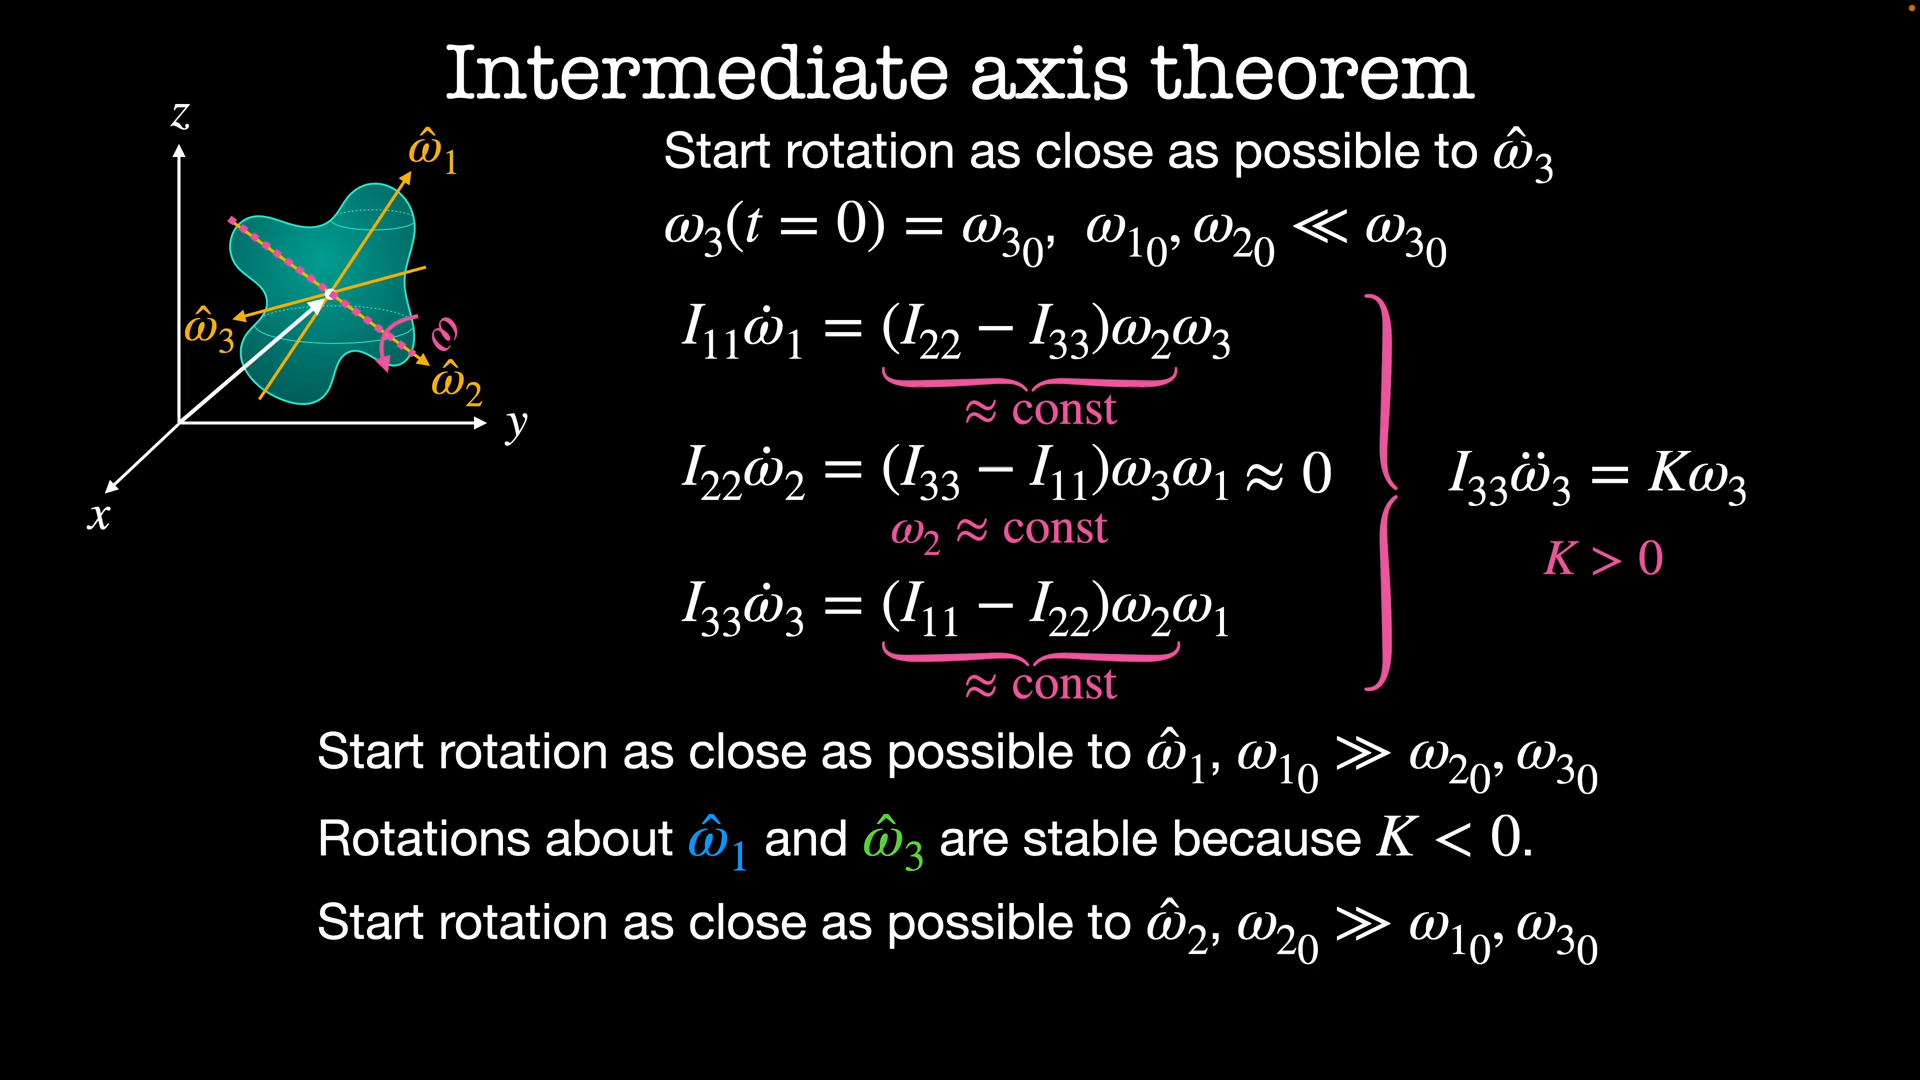 Intermediate axis theorem
z
ω̂₁
ω̂₃
ω
ω̂₂
y
x
Start rotation as close as possible to ω̂₃
ω₃(t = 0) = ω₃₀, ω₁₀, ω₂₀ ≪ ω₃₀
I₁₁ω̇₁ = (I₂₂ − I₃₃)ω₂ω₃
≈ const
I₂₂ω̇₂ = (I₃₃ − I₁₁)ω₃ω₁ ≈ 0
ω₂ ≈ const
I₃₃ω̇₃ = (I₁₁ − I₂₂)ω₂ω₁
≈ const
I₃₃ω̈₃ = Kω₃
K > 0
Start rotation as close as possible to ω̂₁, ω₁₀ ≫ ω₂₀, ω₃₀
Rotations about ω̂₁ and ω̂₃ are stable because K < 0.
Start rotation as close as possible to ω̂₂, ω₂₀ ≫ ω₁₀, ω₃₀